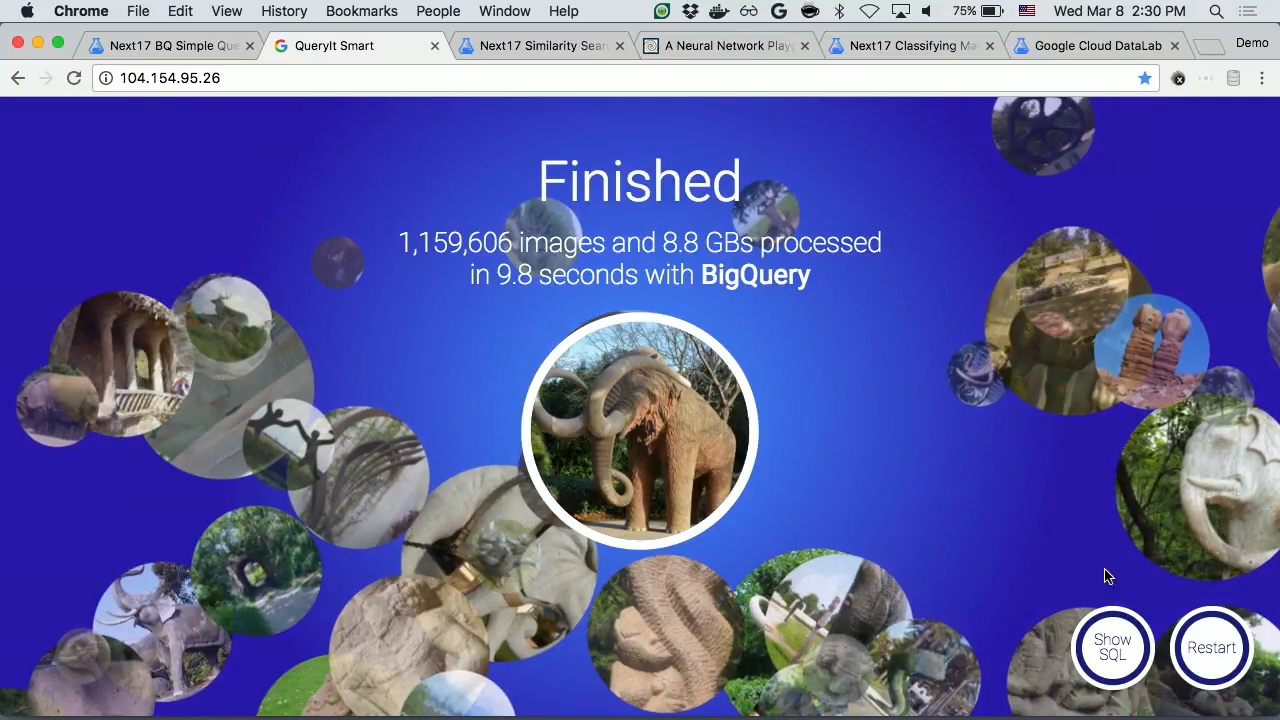 Chrome File Edit View History Bookmarks People Window Help 75% Wed Mar 8 2:30 PM
Next17 BQ Simple Que
QueryIt Smart
Next17 Similarity Sear
A Neural Network Play
Next17 Classifying Ma
Google Cloud DataLab
Demo
104.154.95.26
Finished
1,159,606 images and 8.8 GBs processed
in 9.8 seconds with BigQuery
Show
SQL
Restart